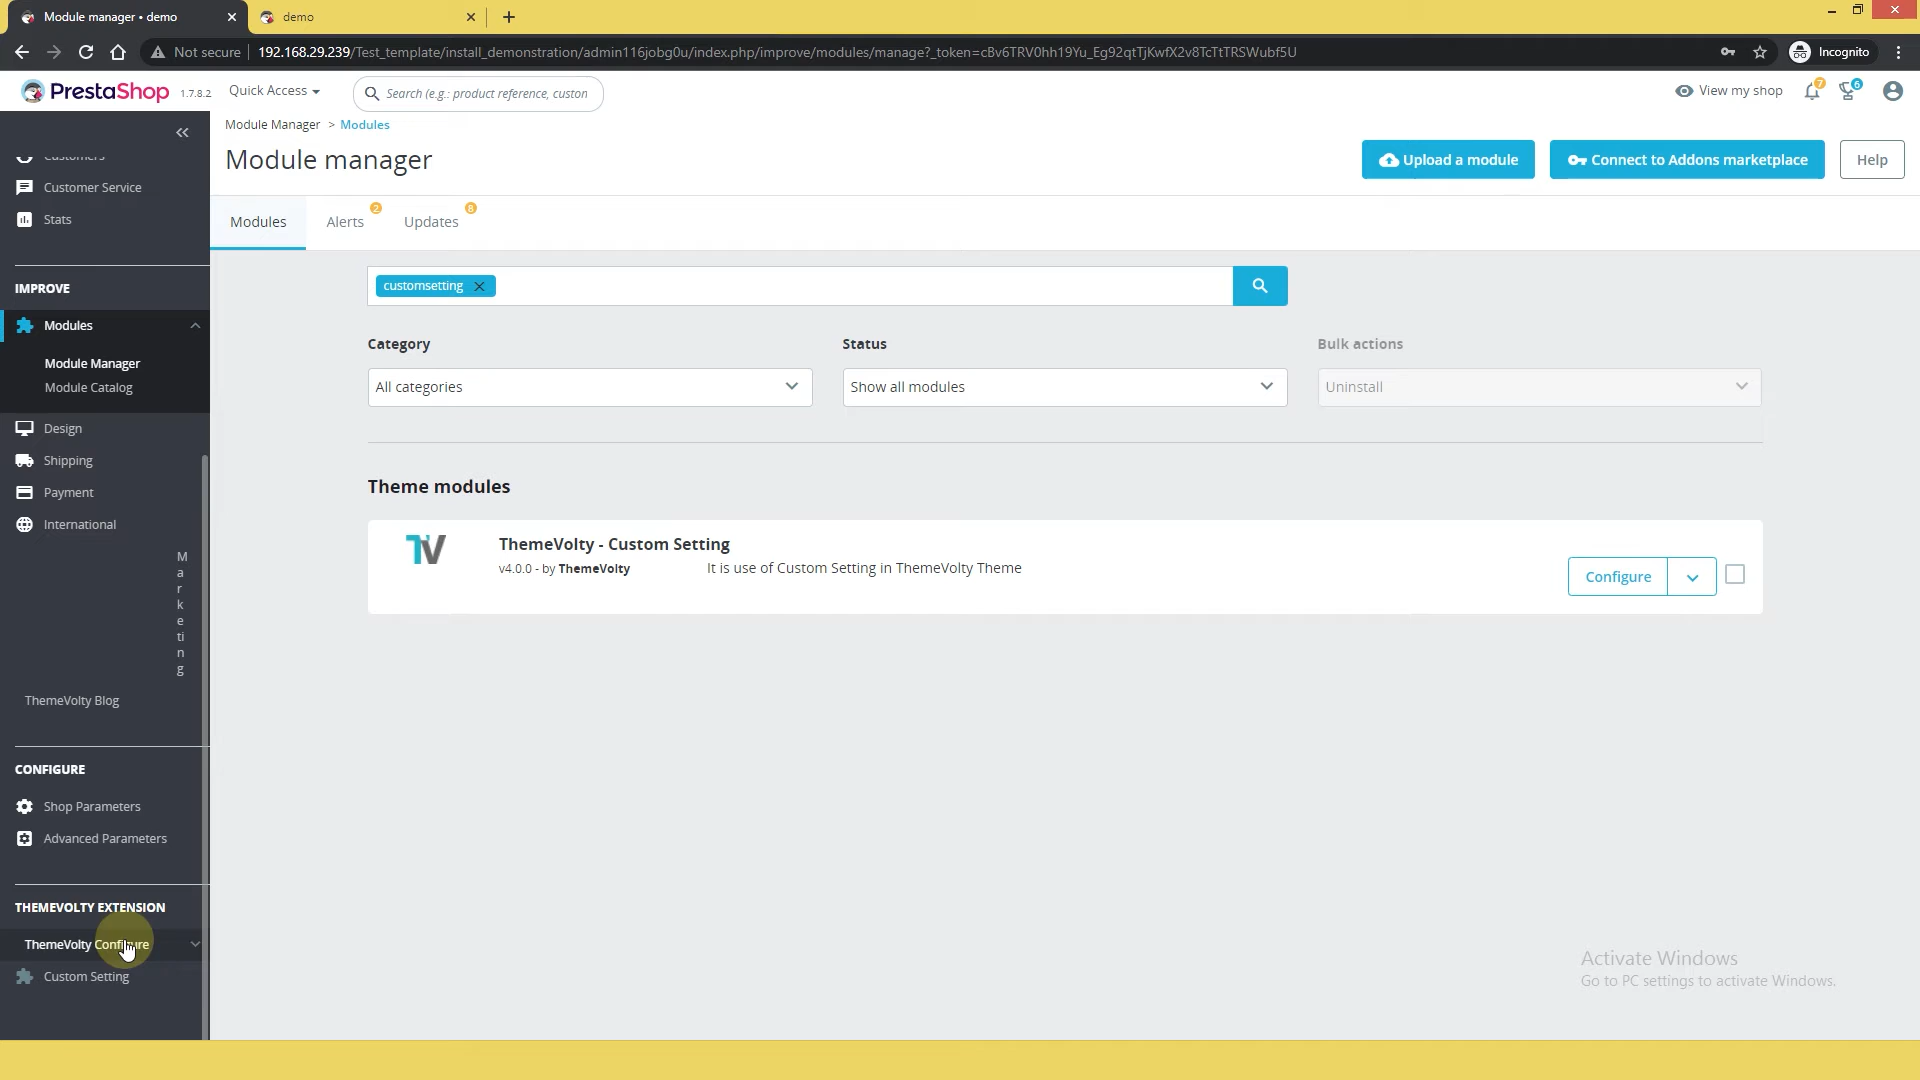 Module manager • demo
demo
Not secure
192.168.29.239/Test_template/install_demonstration/admin116jobg0u/index.php/improve/modules/manage?_token=cBv6TRV0hh19Yu_Eg92qtTjKwfX2v8TcTtTRSWubf5U
Incognito
PrestaShop 1.7.8.2
Quick Access
Search (e.g.: product reference, custon
View my shop
7
6
Module Manager > Modules
Module manager
Upload a module
Connect to Addons marketplace
Help
Customers
Customer Service
Stats
IMPROVE
Modules
Module Manager
Module Catalog
Design
Shipping
Payment
International
M
a
r
k
e
ti
n
g
ThemeVolty Blog
CONFIGURE
Shop Parameters
Advanced Parameters
THEMEVOLTY EXTENSION
ThemeVolty Configure
Custom Setting
Modules
Alerts
2
Updates
8
customsetting
Category
Status
Bulk actions
All categories
Show all modules
Uninstall
Theme modules
TV
ThemeVolty - Custom Setting
v4.0.0 - by ThemeVolty
It is use of Custom Setting in ThemeVolty Theme
Configure
Activate Windows
Go to PC settings to activate Windows.